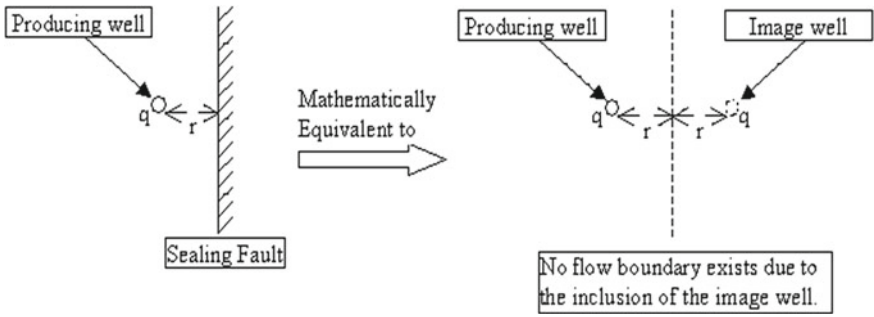 Producing well
q
r
Sealing Fault
Mathematically
Equivalent to
Producing well
Image well
q
r
r
q
No flow boundary exists due to
the inclusion of the image well.